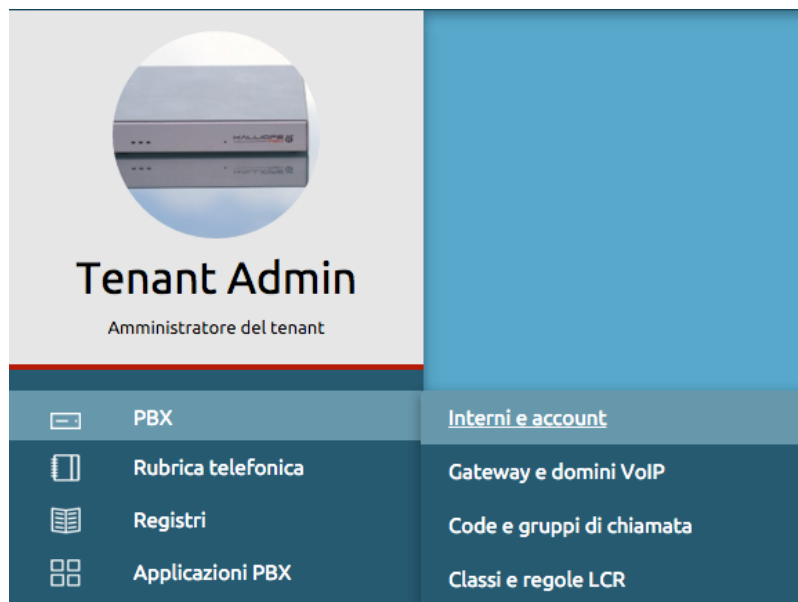 KALLIOPE
Tenant Admin
Amministratore del tenant
PBX
Interni e account
Rubrica telefonica
Gateway e domini VoIP
Registri
Code e gruppi di chiamata
Applicazioni PBX
Classi e regole LCR